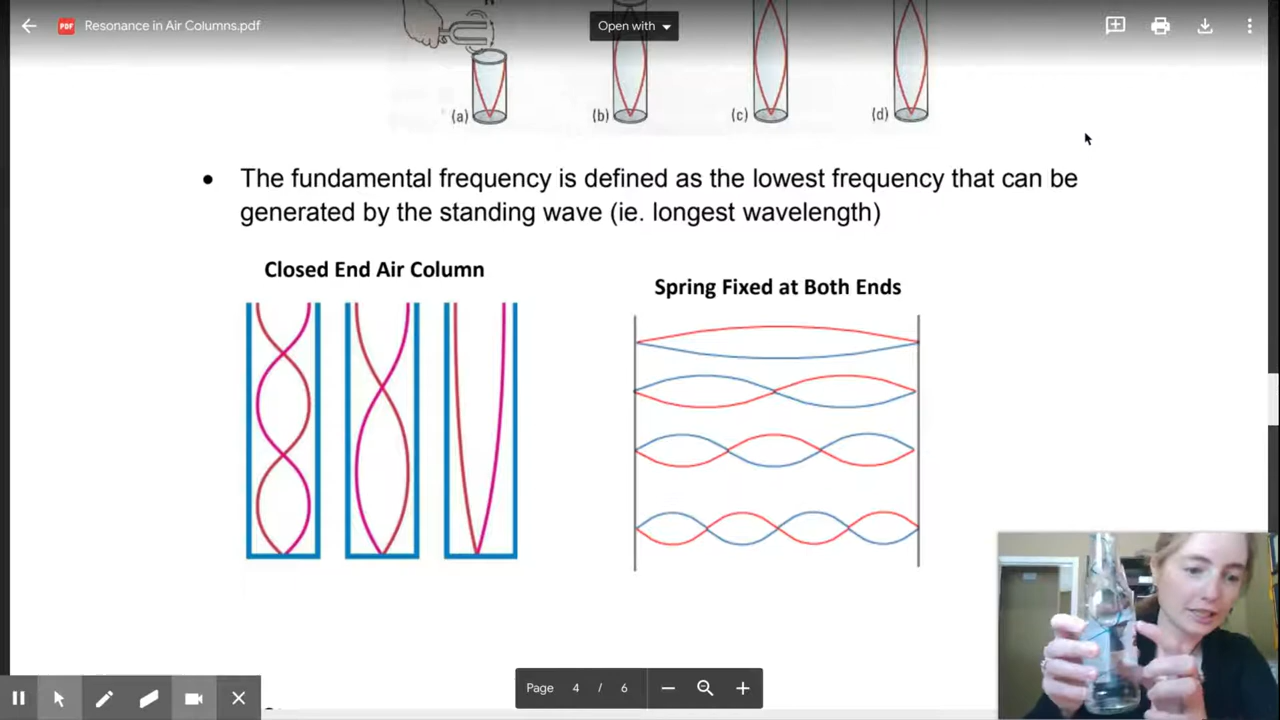 PDF
Resonance in Air Columns.pdf
Open with
(a)
(b)
(c)
(d)
• The fundamental frequency is defined as the lowest frequency that can be
generated by the standing wave (ie. longest wavelength)
Closed End Air Column
Spring Fixed at Both Ends
Page 4 / 6